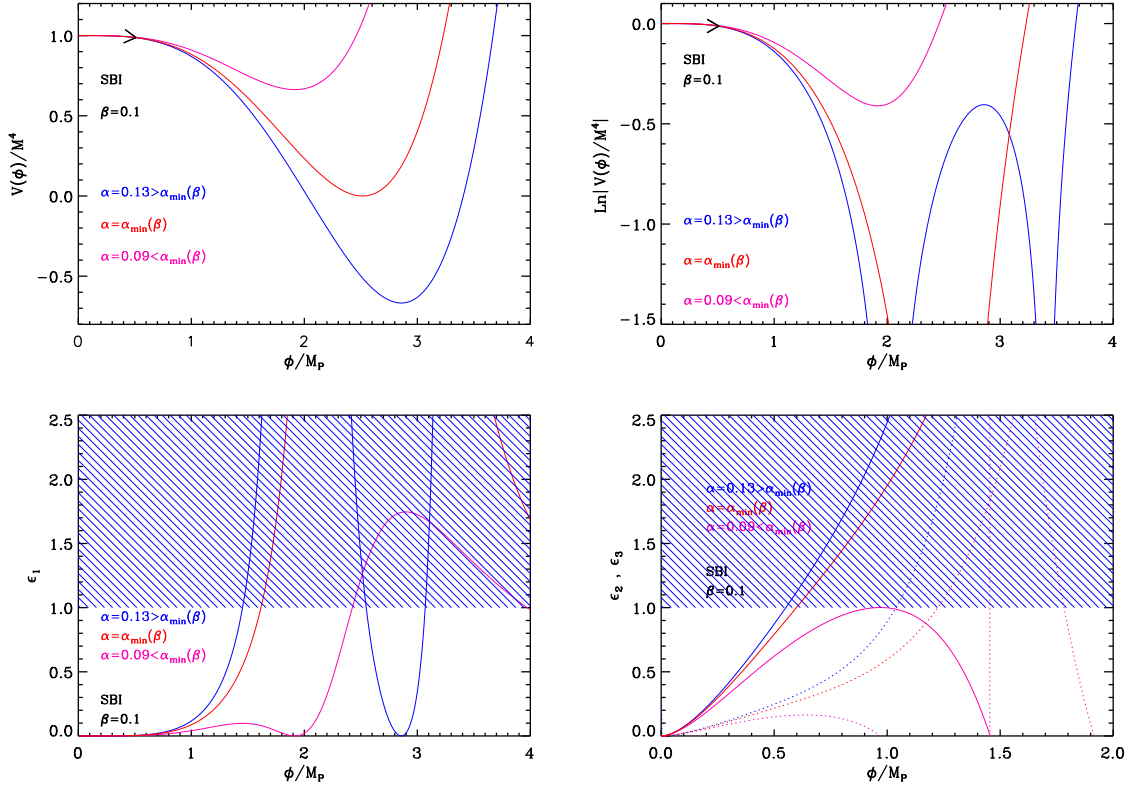 1.0
0.5
0.0
−0.5
V(ϕ)/M⁴
SBI
β=0.1
α=0.13>α_min(β)
α=α_min(β)
α=0.09<α_min(β)
0 1 2 3 4
ϕ/M_P
0.0
−0.5
−1.0
−1.5
Ln|V(ϕ)/M⁴|
SBI
β=0.1
α=0.13>α_min(β)
α=α_min(β)
α=0.09<α_min(β)
0 1 2 3 4
ϕ/M_P
2.5
2.0
1.5
1.0
0.5
0.0
ϵ₁
α=0.13>α_min(β)
α=α_min(β)
α=0.09<α_min(β)
SBI
β=0.1
0 1 2 3 4
ϕ/M_P
2.5
2.0
1.5
1.0
0.5
0.0
ϵ₂ , ϵ₃
α=0.13>α_min(β)
α=α_min(β)
α=0.09<α_min(β)
SBI
β=0.1
0.0 0.5 1.0 1.5 2.0
ϕ/M_P